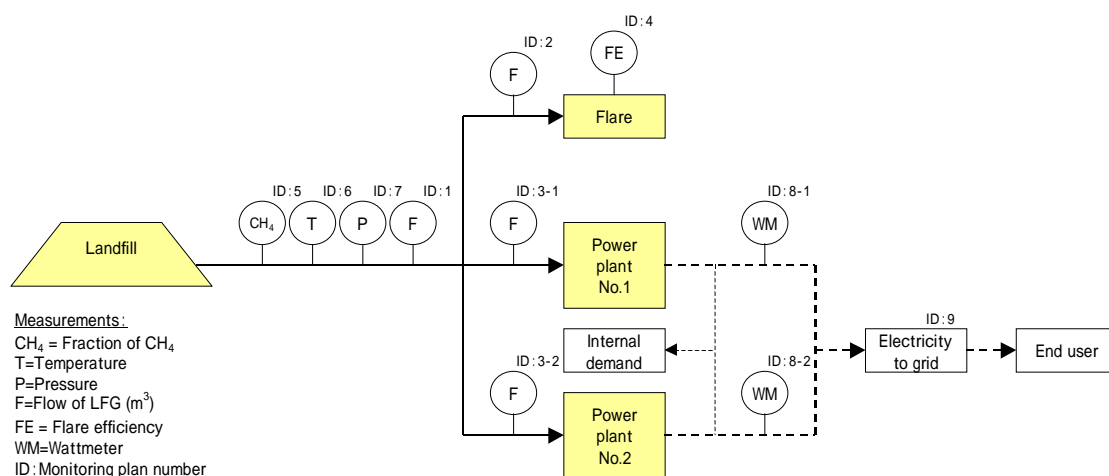 ID:4
ID:2
FE
F
Flare
ID:5 ID:6 ID:7 ID:1 ID:3-1 ID:8-1
CH₄ T P F F WM
Landfill
Power
plant
No.1
Measurements:
CH₄ = Fraction of CH₄
T=Temperature
P=Pressure
F=Flow of LFG (m³)
FE = Flare efficiency
WM=Wattmeter
ID:Monitoring plan number
Internal
demand
ID:9
Electricity
to grid
End user
ID:3-2 ID:8-2
F WM
Power
plant
No.2